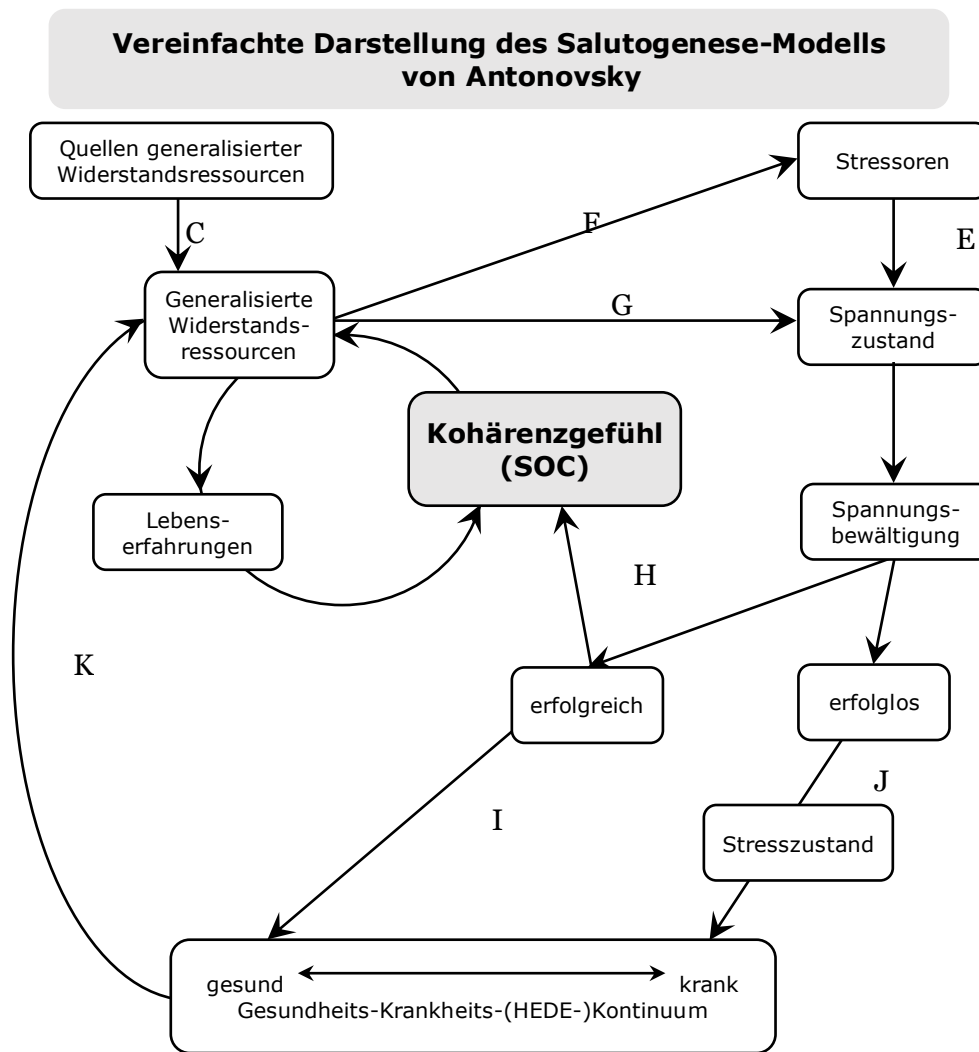 Vereinfachte Darstellung des Salutogenese-Modells
von Antonovsky
Quellen generalisierter
Widerstandsressourcen
Stressoren
C
F
E
Generalisierte
Widerstands-
ressourcen
G
Spannungs-
zustand
Kohärenzgefühl
(SOC)
Lebens-
erfahrungen
Spannungs-
bewältigung
H
K
erfolgreich
erfolglos
J
I
Stresszustand
gesund
krank
Gesundheits-Krankheits-(HEDE-)Kontinuum